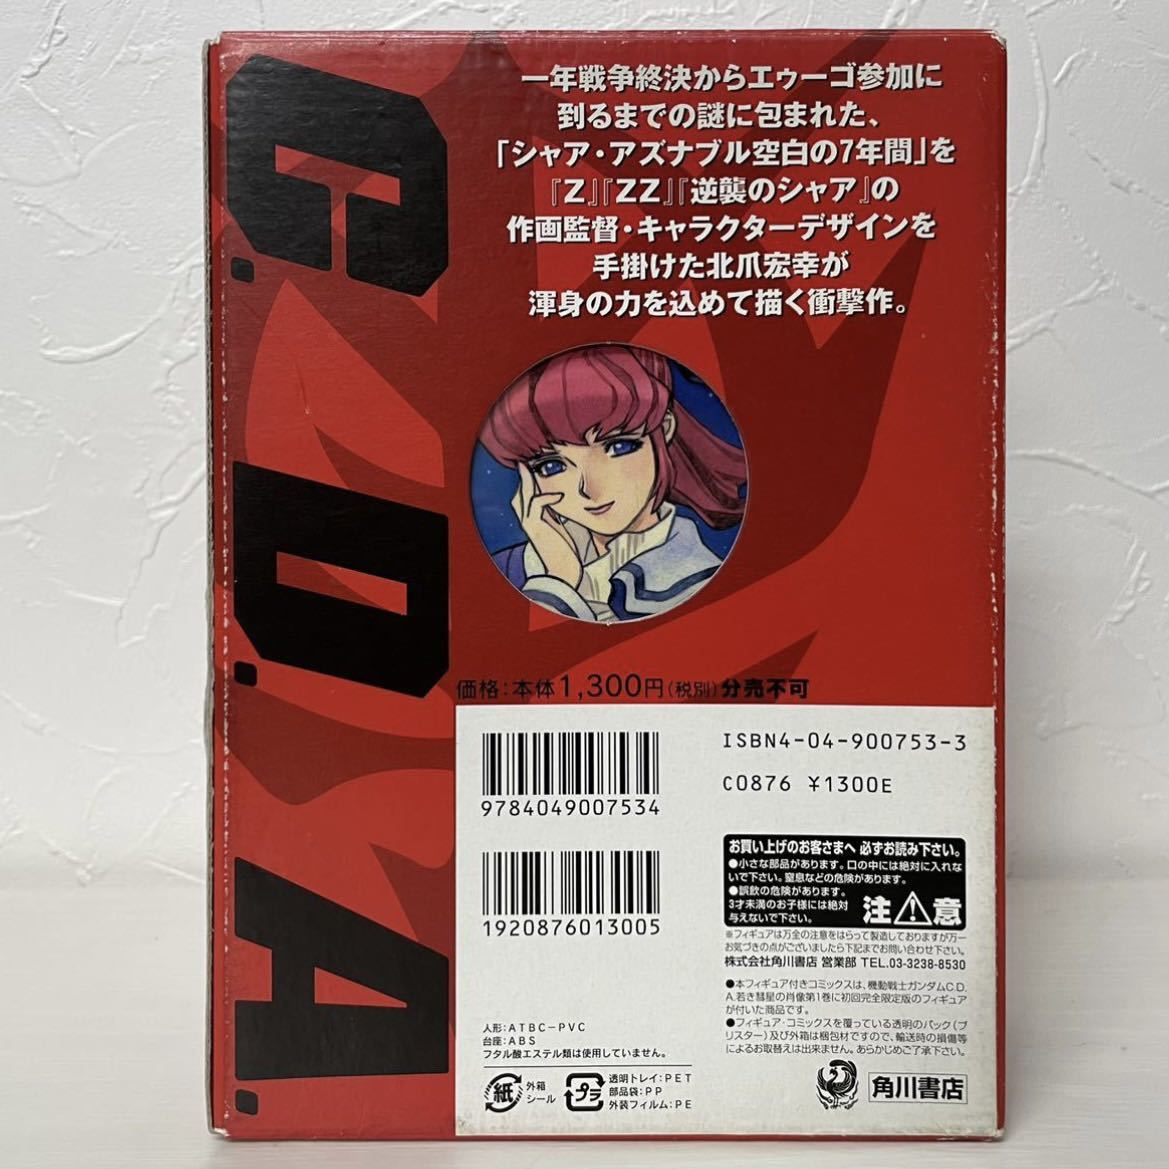 C.D.A.
一年戦争終決からエゥーゴ参加に
到るまでの謎に包まれた、
「シャア・アズナブル空白の7年間」を
『Z』『ZZ』『逆襲のシャア』の
作画監督・キャラクターデザインを
手掛けた北爪宏幸が
渾身の力を込めて描く衝撃作。
価格:本体1,300円(税別)分売不可
9784049007534
1920876013005
ISBN4-04-900753-3
C0876 ¥1300E
お買い上げのお客さまへ 必ずお読み下さい。
●小さな部品があります。口の中には絶対に入れな
いで下さい。窒息などの危険があります。
●誤飲の危険があります。
3才未満のお子様には絶対
与えないで下さい。
注意
※フィギュアは万全の注意をはらって製造しておりますが万一
お気づきの点がございましたら下記までお問い合わせ下さい。
株式会社角川書店 営業部 TEL.03-3238-8530
●本フィギュア付きコミックスは、機動戦士ガンダムC.D.
A.若き彗星の肖像第1巻に初回完全限定版のフィギュア
が付いた商品です。
●フィギュア・コミックスを覆っている透明のパック(ブ
リスター)及び外箱は梱包材ですので、輸送時の損傷等
によるお取替えは出来ません。あらかじめご了承下さい。
人形:ATBC-PVC
台座:ABS
フタル酸エステル類は使用していません。
紙
外箱
シール
プラ
透明トレイ:PET
部品袋:PP
外装フィルム:PE
角川書店